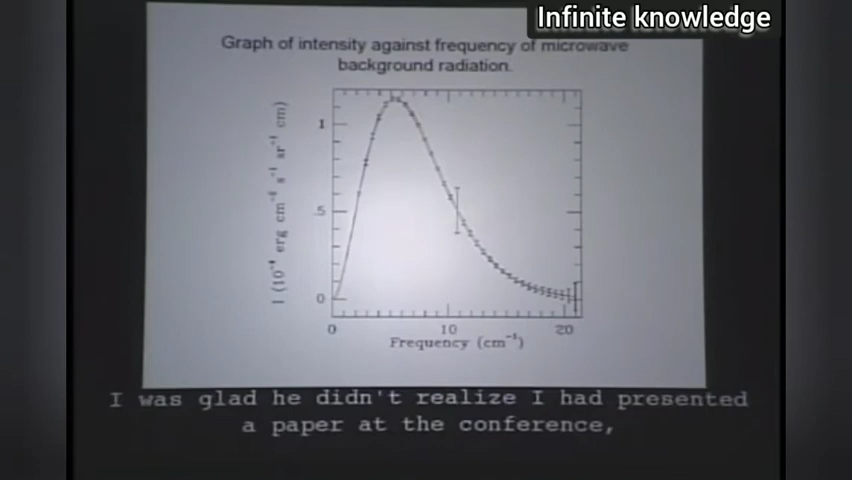 Infinite knowledge
Graph of intensity against frequency of microwave
background radiation.
I (10⁻⁴ erg cm⁻² s⁻¹ sr⁻¹ cm)
1
.5
0
0 10 20
Frequency (cm⁻¹)
I was glad he didn't realize I had presented
a paper at the conference,